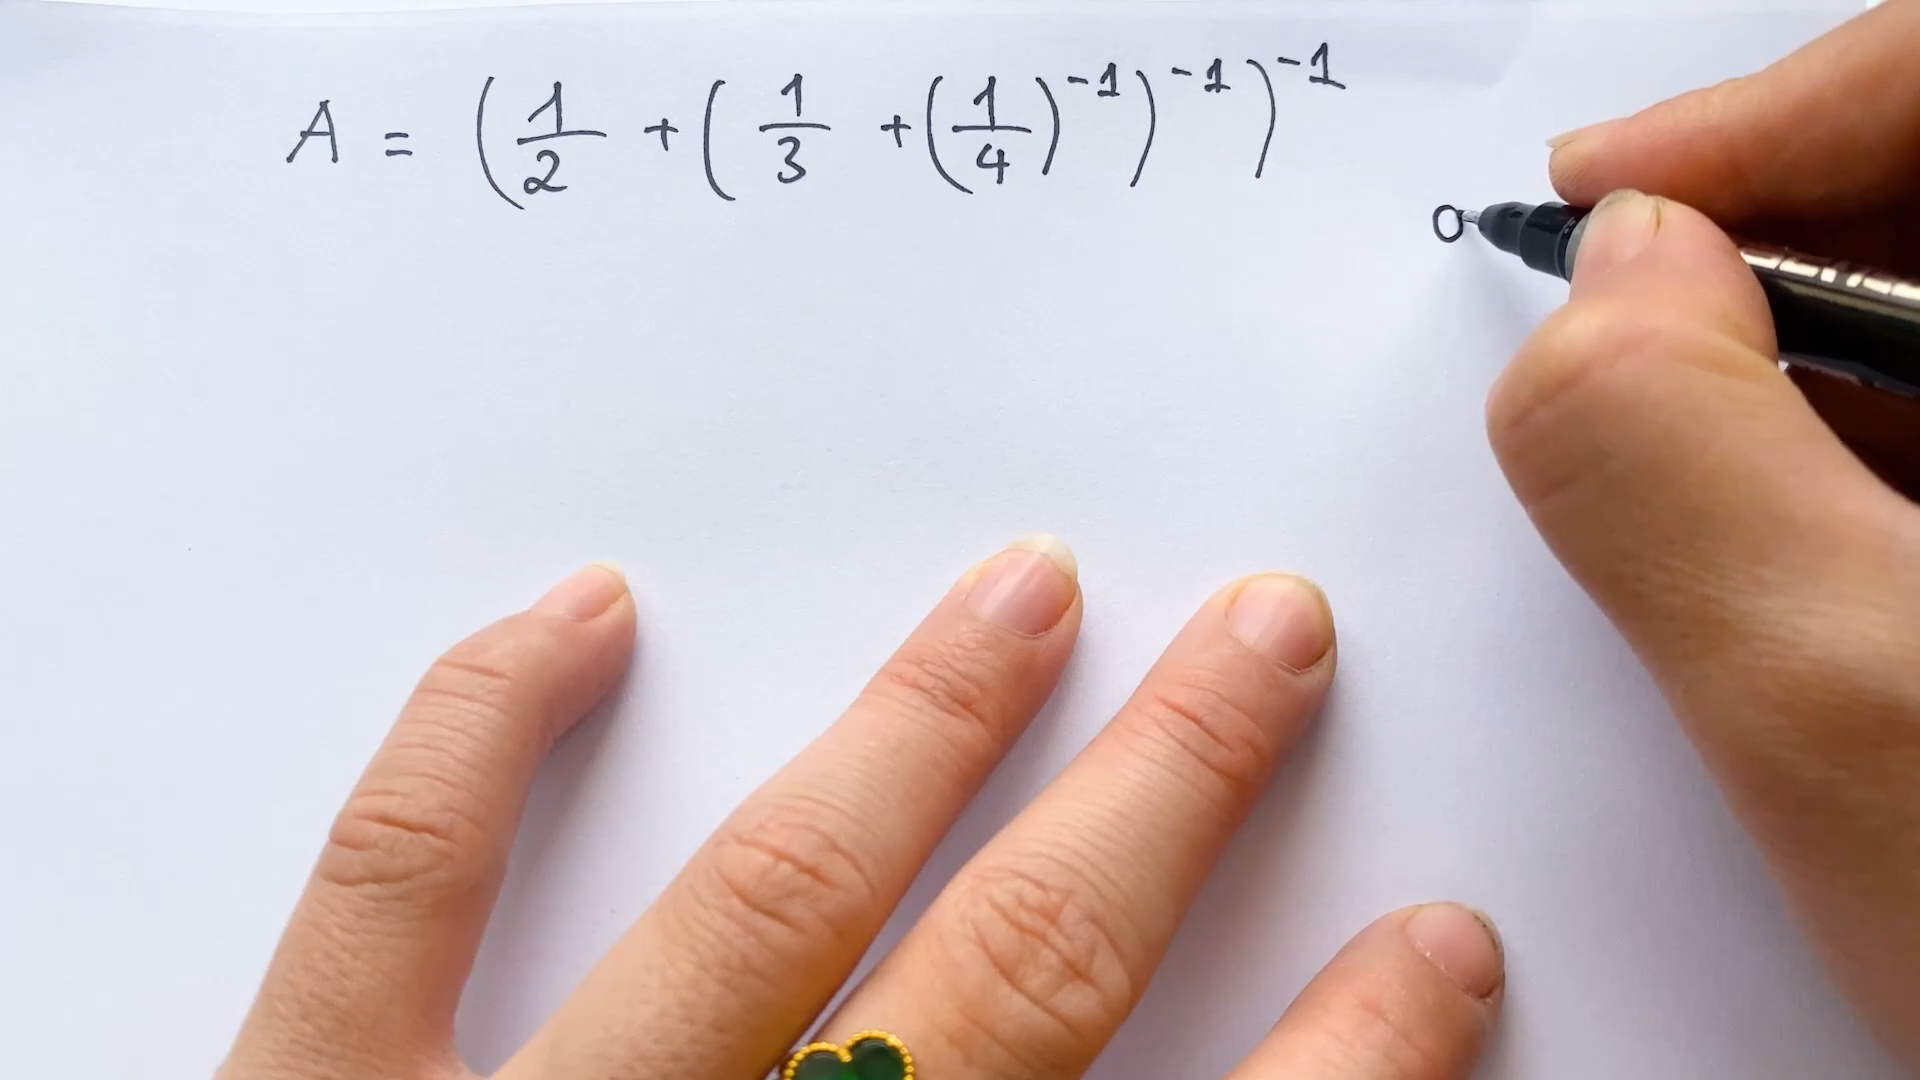 A = (1/2 + (1/3 + (1/4)^-1)^-1)^-1